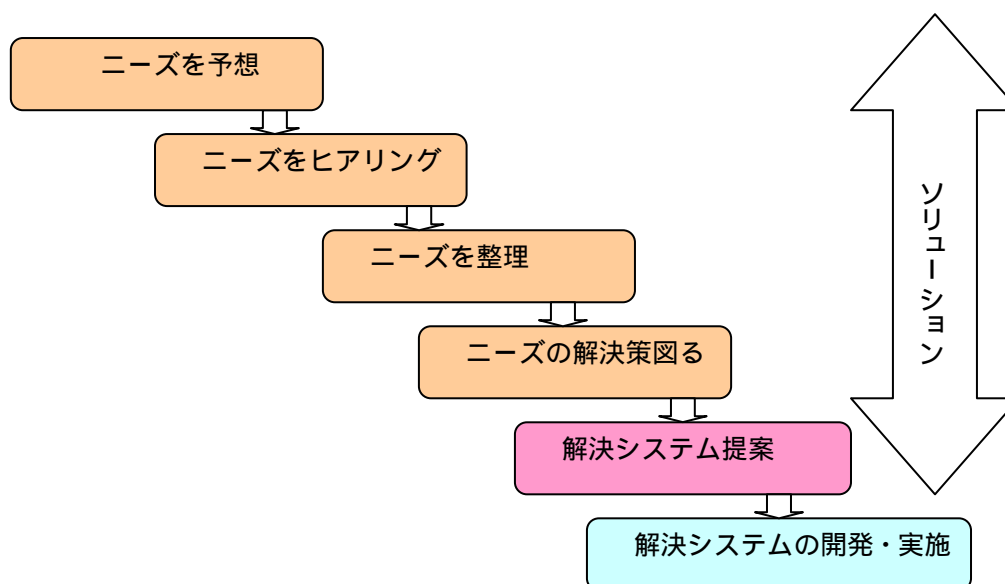 ニーズを予想
ニーズをヒアリング
ニーズを整理
ニーズの解決策図る
解決システム提案
解決システムの開発・実施
ソリューション